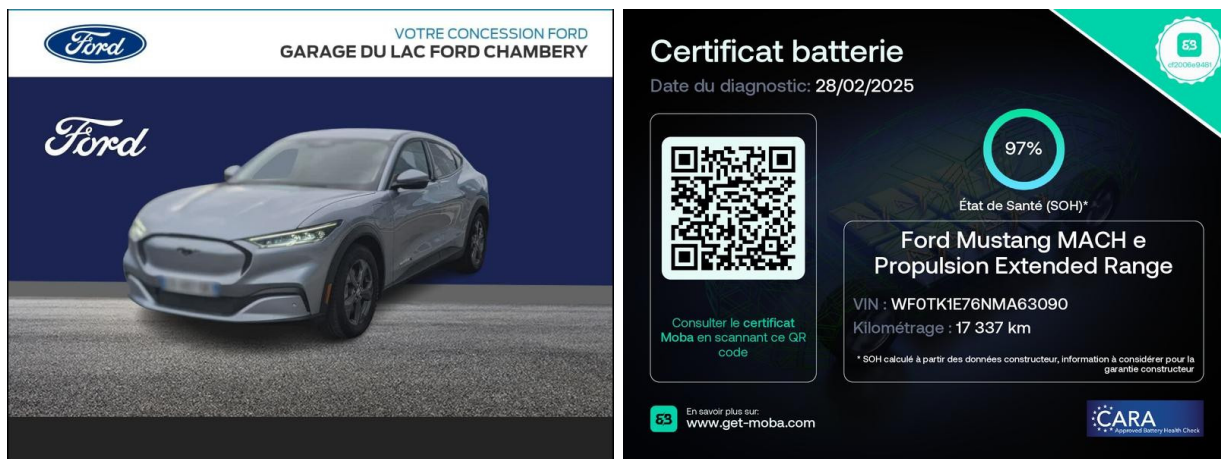 Ford
VOTRE CONCESSION FORD
GARAGE DU LAC FORD CHAMBERY
Ford
Certificat batterie
Date du diagnostic: 28/02/2025
cf2006e9481
97%
État de Santé (SOH)*
Ford Mustang MACH e
Propulsion Extended Range
VIN : WF0TK1E76NMA63090
Kilométrage : 17 337 km
* SOH calculé à partir des données constructeur, information à considérer pour la
garantie constructeur
Consulter le certificat
Moba en scannant ce QR
code
En savoir plus sur:
www.get-moba.com
CARA
Approved Battery Health Check